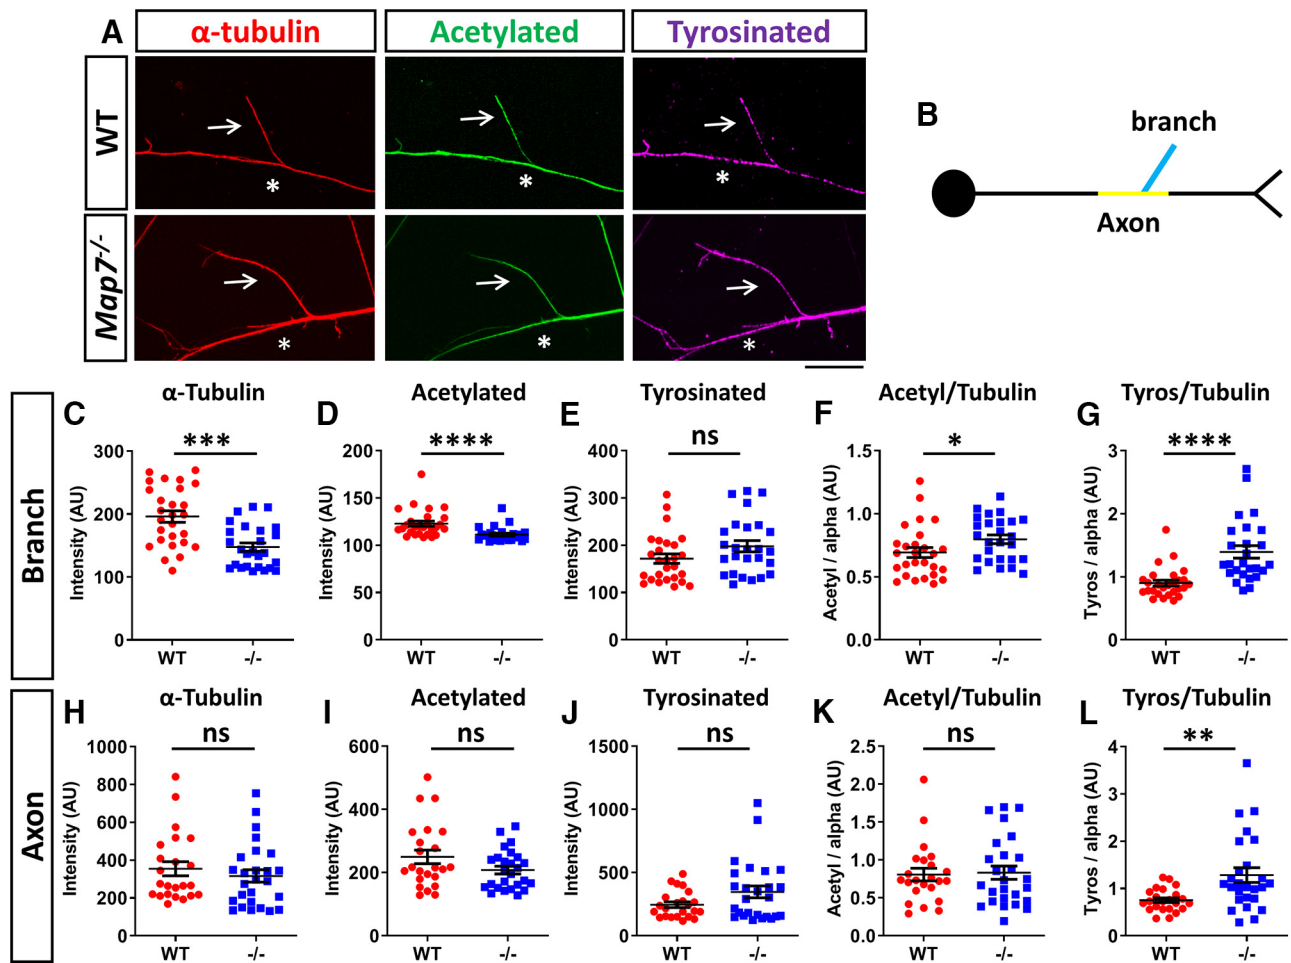 A
α-tubulin
Acetylated
Tyrosinated
WT
*
*
*
Map7-/-
*
*
*
B
branch
Axon
Branch
C
α-Tubulin
***
Intensity (AU)
300
200
100
0
WT
-/-
D
Acetylated
****
Intensity (AU)
200
150
100
50
0
WT
-/-
E
Tyrosinated
ns
Intensity (AU)
400
300
200
100
0
WT
-/-
F
Acetyl/Tubulin
*
Acetyl / alpha (AU)
1.5
1.0
0.5
0.0
WT
-/-
G
Tyros/Tubulin
****
Tyros / alpha (AU)
3
2
1
0
WT
-/-
Axon
H
α-Tubulin
ns
Intensity (AU)
1000
800
600
400
200
0
WT
-/-
I
Acetylated
ns
Intensity (AU)
600
400
200
0
WT
-/-
J
Tyrosinated
ns
Intensity (AU)
1500
1000
500
0
WT
-/-
K
Acetyl/Tubulin
ns
Acetyl / alpha (AU)
2.5
2.0
1.5
1.0
0.5
0.0
WT
-/-
L
Tyros/Tubulin
**
Tyros / alpha (AU)
4
3
2
1
0
WT
-/-